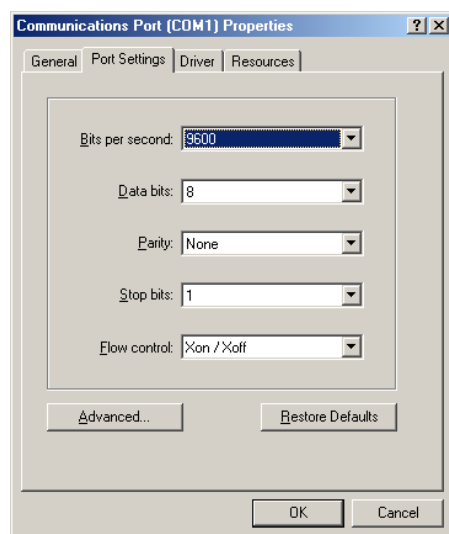 Communications Port (COM1) Properties
General Port Settings Driver Resources
Bits per second: 9600
Data bits: 8
Parity: None
Stop bits: 1
Flow control: Xon / Xoff
Advanced... Restore Defaults
OK Cancel